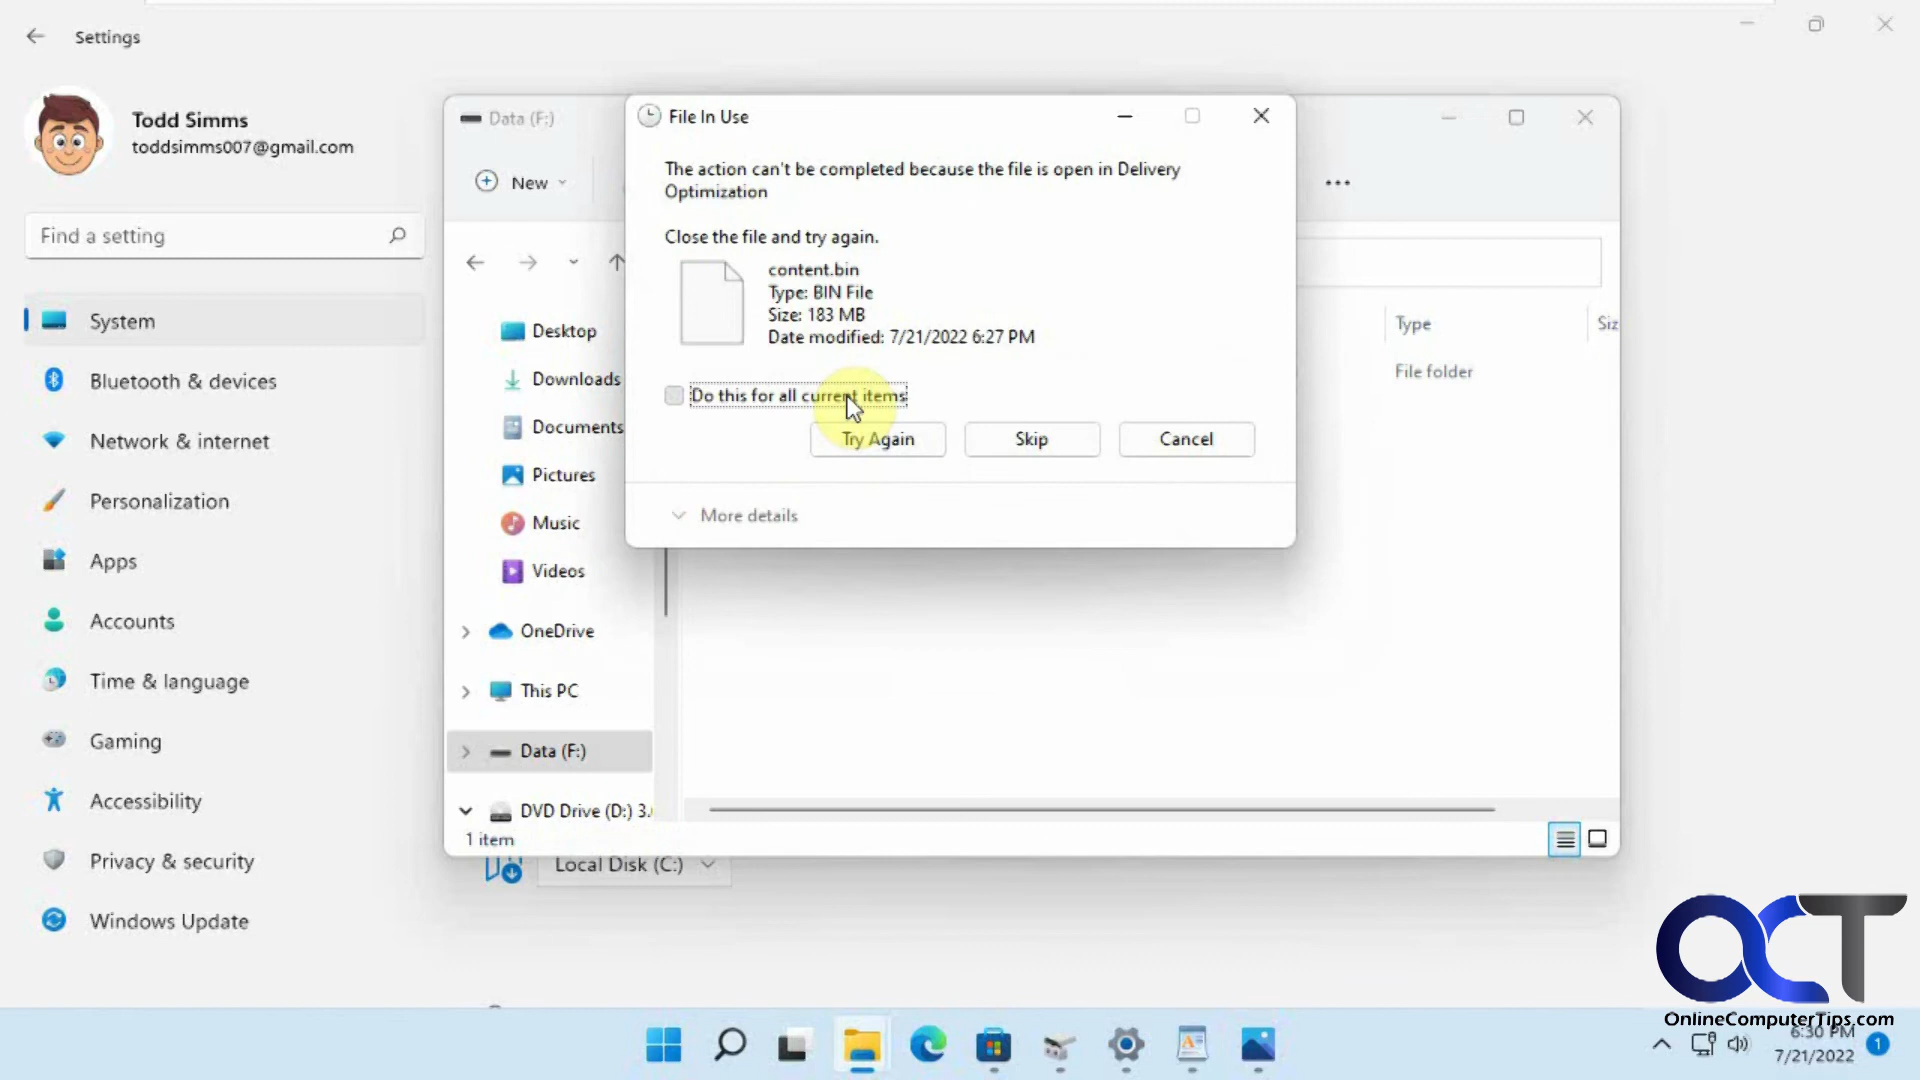 Settings
Todd Simms
toddsimms007@gmail.com
Find a setting
System
Bluetooth & devices
Network & internet
Personalization
Apps
Accounts
Time & language
Gaming
Accessibility
Privacy & security
Windows Update
Data (F:)
New
Desktop
Downloads
Documents
Pictures
Music
Videos
OneDrive
This PC
Data (F:)
DVD Drive (D:) 3.
1 item
Local Disk (C:)
Type
Siz
File folder
File In Use
The action can't be completed because the file is open in Delivery
Optimization
Close the file and try again.
content.bin
Type: BIN File
Size: 183 MB
Date modified: 7/21/2022 6:27 PM
Do this for all current items
Try Again
Skip
Cancel
More details
OCT
OnlineComputerTips.com
6:30 PM
7/21/2022
1